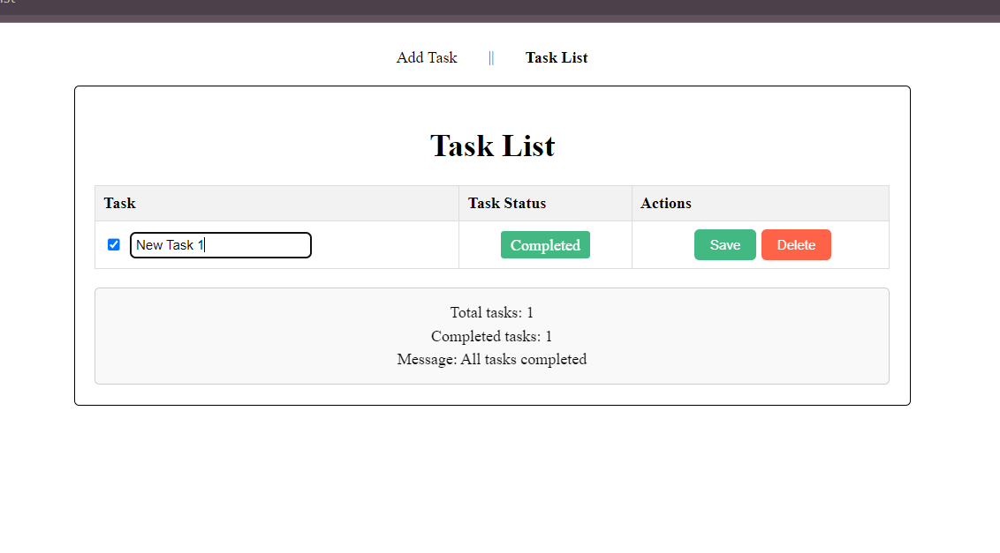 Add Task || Task List
Task List
Task Task Status Actions
New Task 1 Completed Save Delete
Total tasks: 1
Completed tasks: 1
Message: All tasks completed